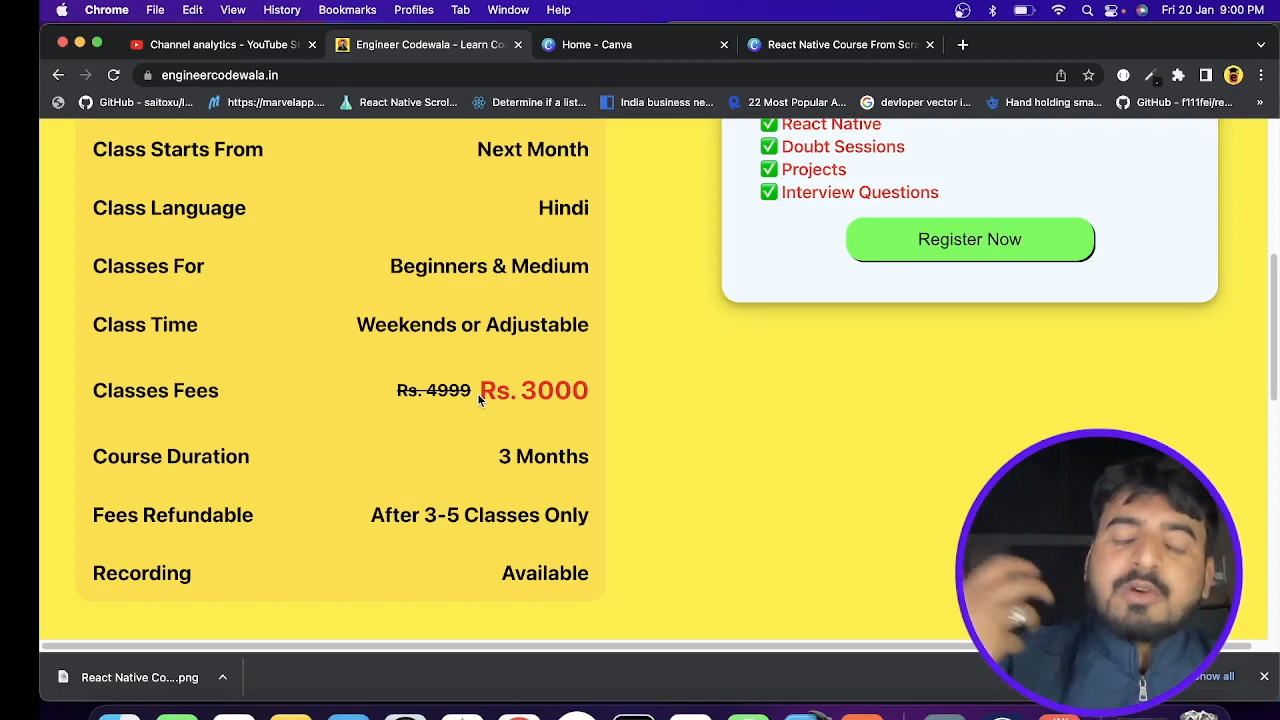 Chrome File Edit View History Bookmarks Profiles Tab Window Help Fri 20 Jan 9:00 PM
Channel analytics - YouTube St Engineer Codewala - Learn Co Home - Canva React Native Course From Scra
engineercodewala.in
GitHub - saitoxu/I... https://marvelapp.... React Native Scrol... Determine if a list... India business ne... 22 Most Popular A... devloper vector i... Hand holding sma... GitHub - f111fei/re... »
React Native
Doubt Sessions
Projects
Interview Questions
Register Now
Class Starts From Next Month
Class Language Hindi
Classes For Beginners & Medium
Class Time Weekends or Adjustable
Classes Fees Rs. 4999 Rs. 3000
Course Duration 3 Months
Fees Refundable After 3-5 Classes Only
Recording Available
React Native Co....png
all